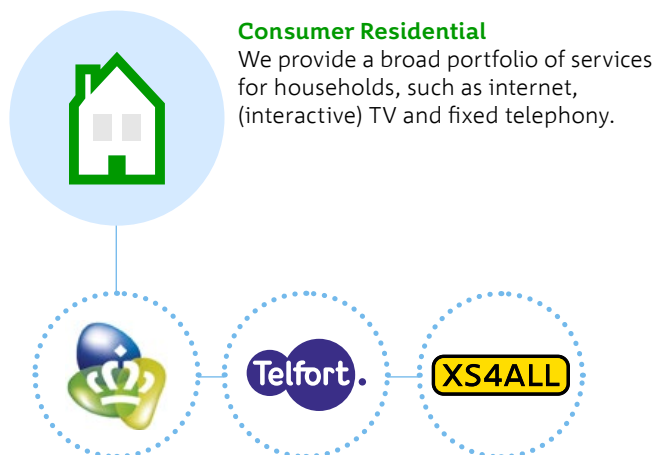 Consumer Residential
We provide a broad portfolio of services
for households, such as internet,
(interactive) TV and fixed telephony.
Telfort.
XS4ALL